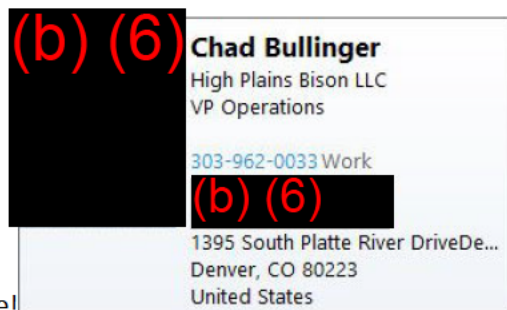 (b) (6)
Chad Bullinger
High Plains Bison LLC
VP Operations
303-962-0033 Work
(b) (6)
1395 South Platte River DriveDe...
Denver, CO 80223
United States
el